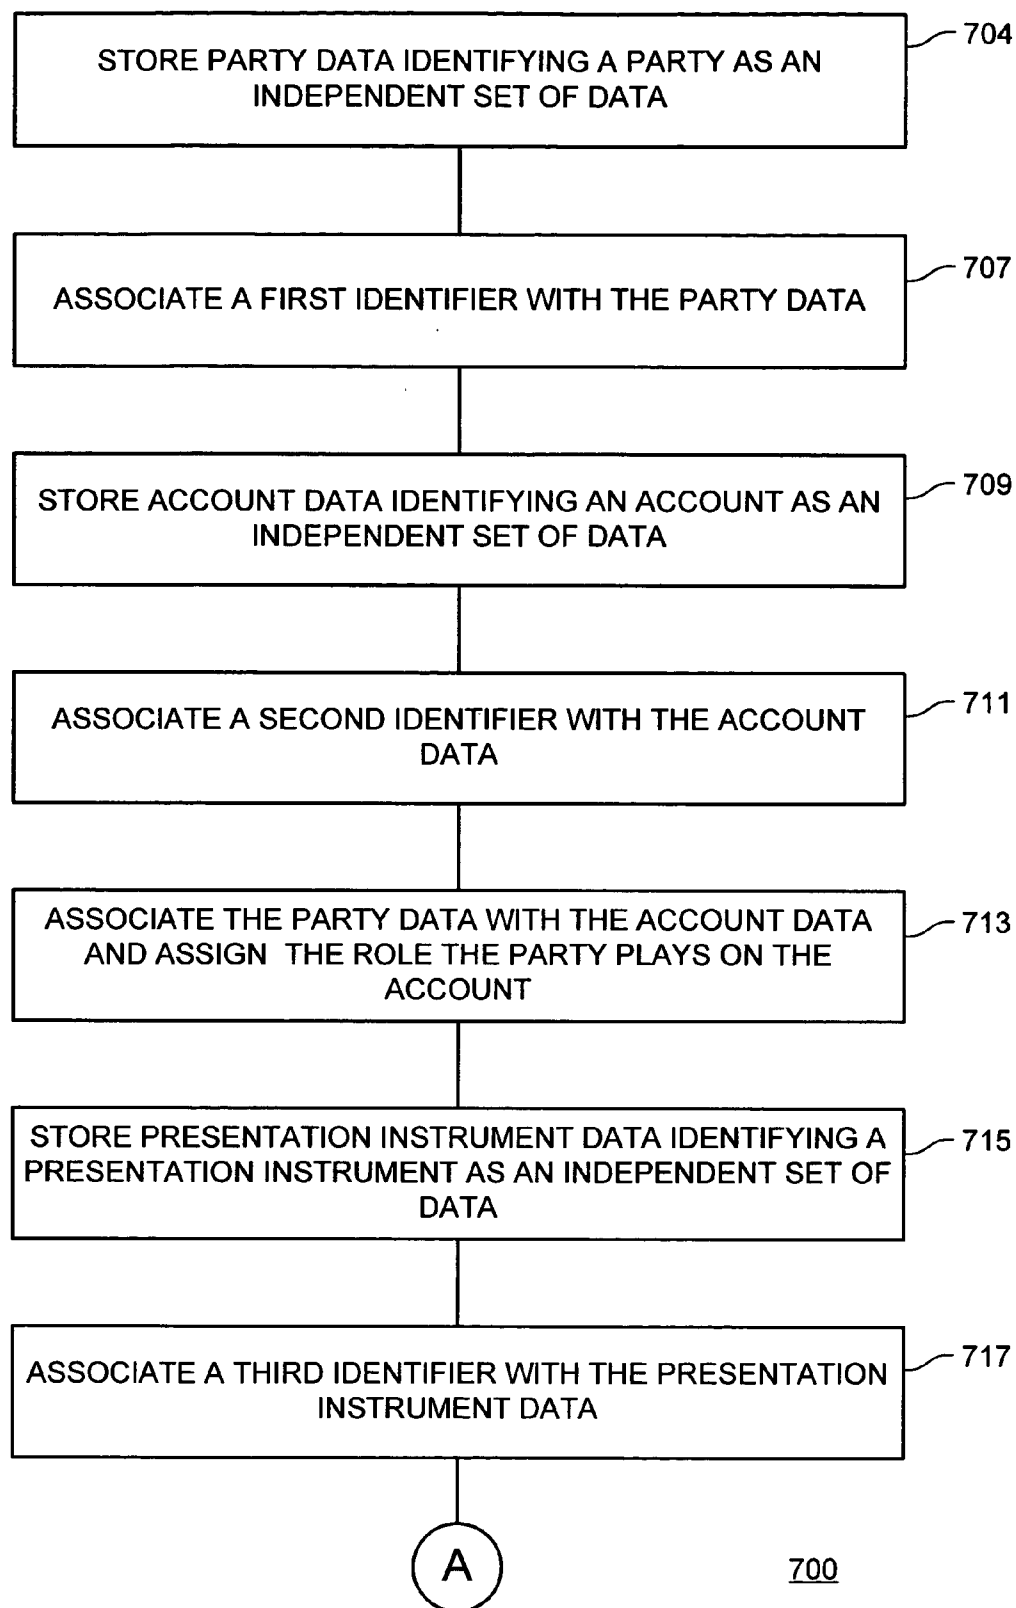 STORE PARTY DATA IDENTIFYING A PARTY AS AN
INDEPENDENT SET OF DATA
704
ASSOCIATE A FIRST IDENTIFIER WITH THE PARTY DATA
707
STORE ACCOUNT DATA IDENTIFYING AN ACCOUNT AS AN
INDEPENDENT SET OF DATA
709
ASSOCIATE A SECOND IDENTIFIER WITH THE ACCOUNT
DATA
711
ASSOCIATE THE PARTY DATA WITH THE ACCOUNT DATA
AND ASSIGN THE ROLE THE PARTY PLAYS ON THE
ACCOUNT
713
STORE PRESENTATION INSTRUMENT DATA IDENTIFYING A
PRESENTATION INSTRUMENT AS AN INDEPENDENT SET OF
DATA
715
ASSOCIATE A THIRD IDENTIFIER WITH THE PRESENTATION
INSTRUMENT DATA
717
A
700